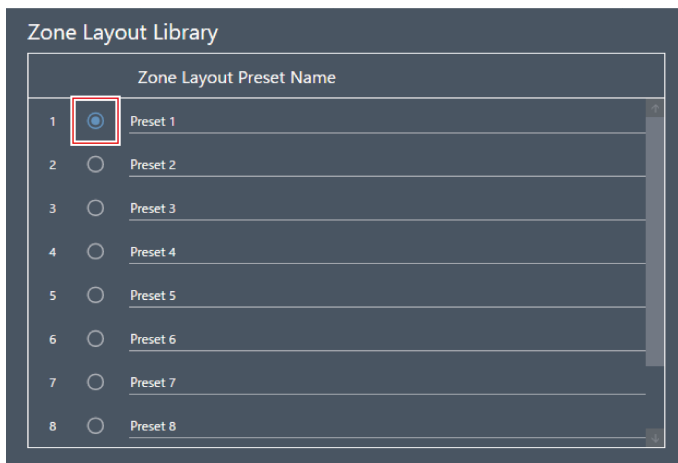 Zone Layout Library
Zone Layout Preset Name
1 Preset 1
2 Preset 2
3 Preset 3
4 Preset 4
5 Preset 5
6 Preset 6
7 Preset 7
8 Preset 8